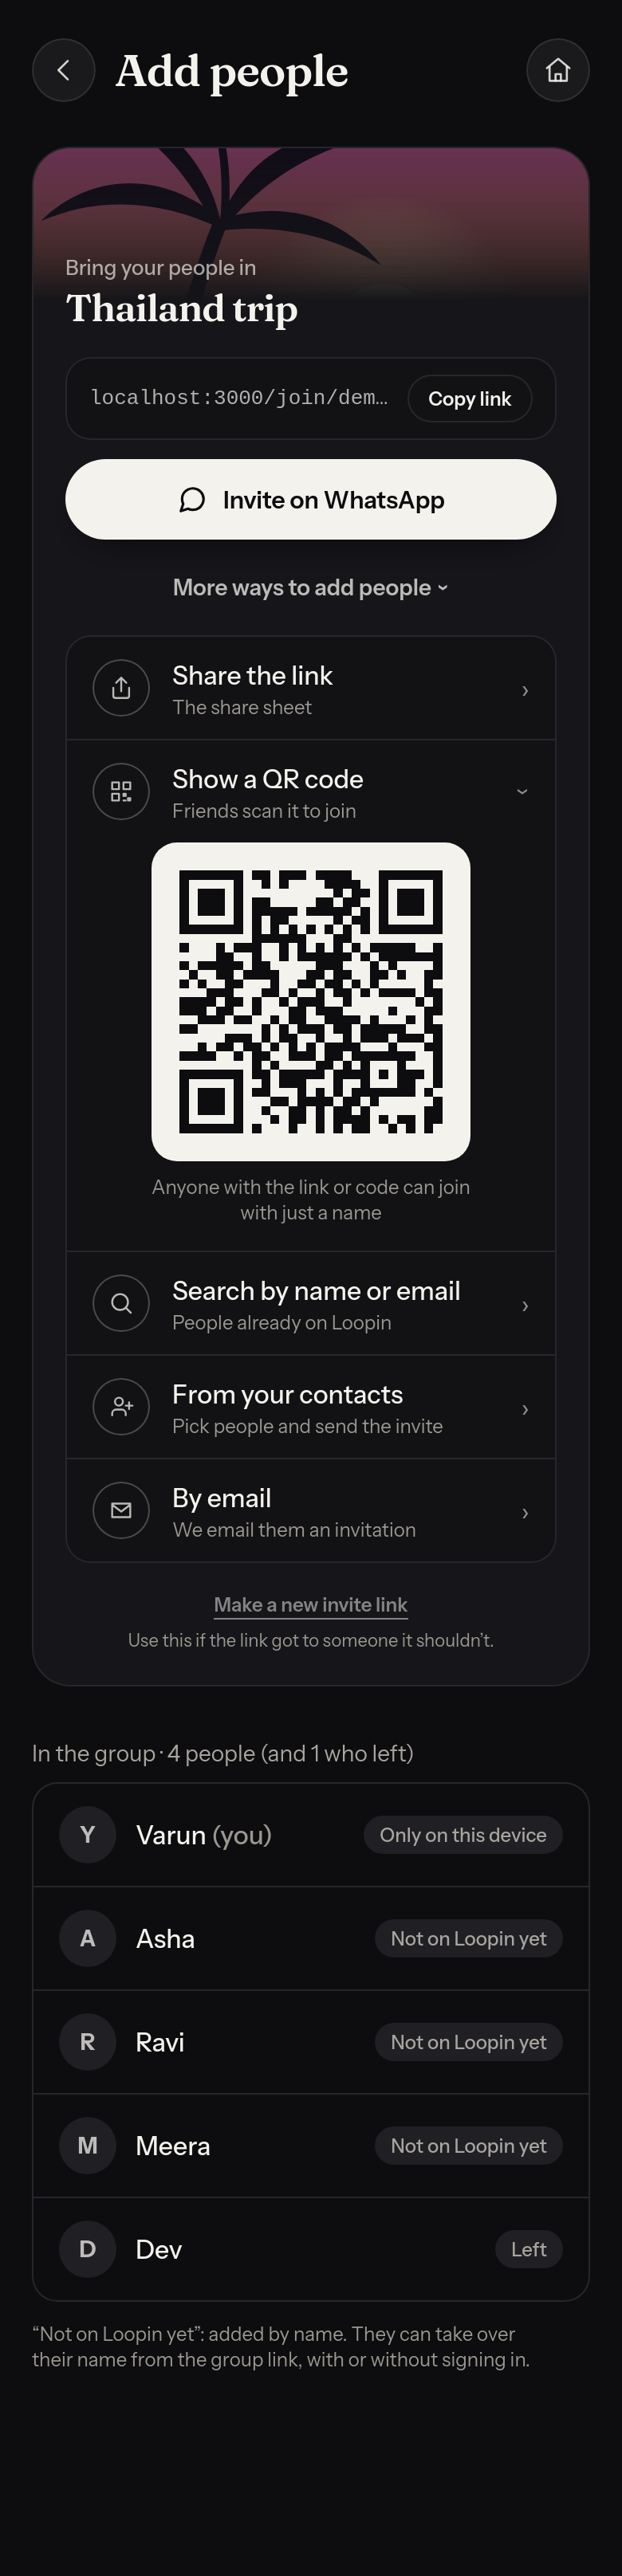 Add people
Bring your people in
Thailand trip
localhost:3000/join/dem…
Copy link
Invite on WhatsApp
More ways to add people
Share the link
The share sheet
Show a QR code
Friends scan it to join
Anyone with the link or code can join
with just a name
Search by name or email
People already on Loopin
From your contacts
Pick people and send the invite
By email
We email them an invitation
Make a new invite link
Use this if the link got to someone it shouldn’t.
In the group · 4 people (and 1 who left)
Y
Varun (you)
Only on this device
A
Asha
Not on Loopin yet
R
Ravi
Not on Loopin yet
M
Meera
Not on Loopin yet
D
Dev
Left
“Not on Loopin yet”: added by name. They can take over
their name from the group link, with or without signing in.